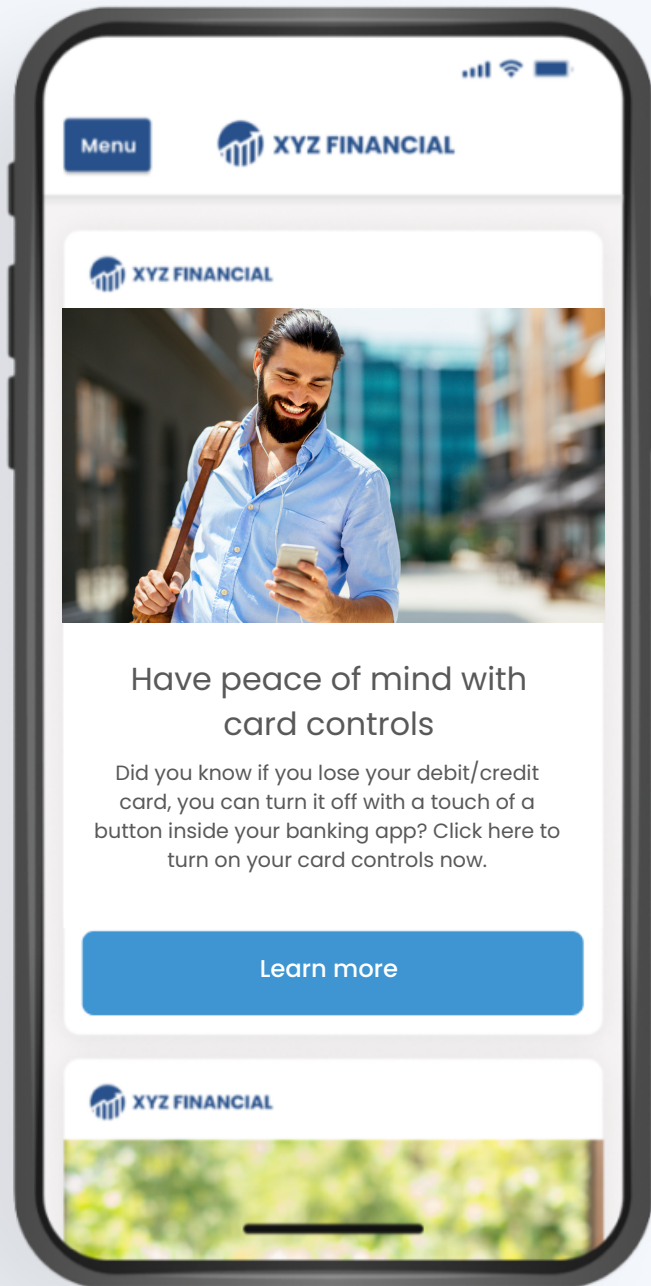 Menu
XYZ FINANCIAL
XYZ FINANCIAL
Have peace of mind with
card controls
Did you know if you lose your debit/credit
card, you can turn it off with a touch of a
button inside your banking app? Click here to
turn on your card controls now.
Learn more
XYZ FINANCIAL